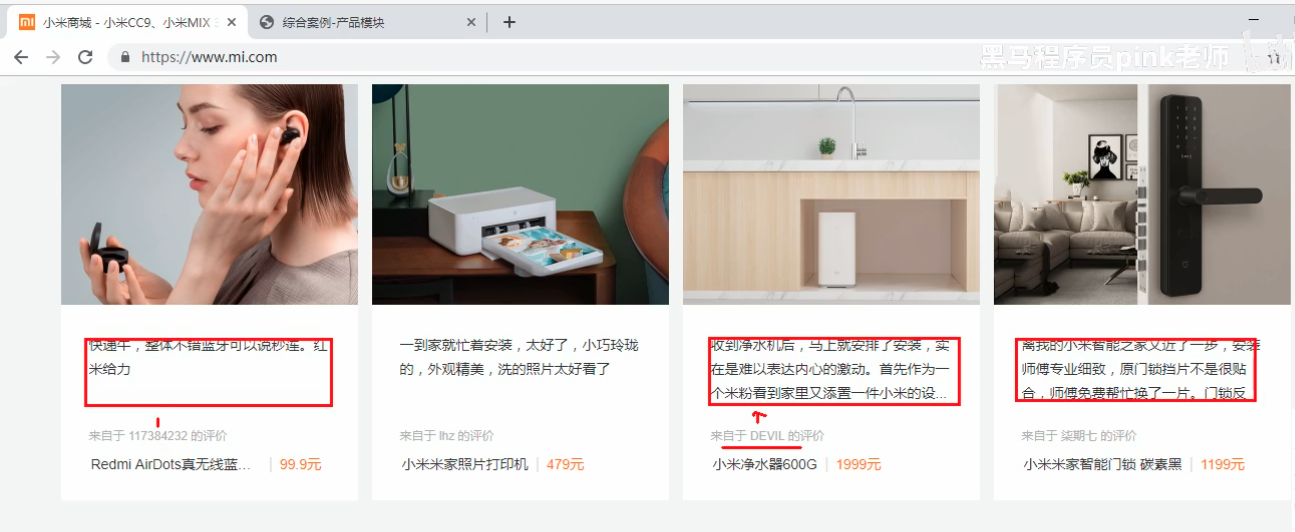 小米商城 - 小米CC9、小米MIX
综合案例-产品模块
https://www.mi.com
黑马程序员pink老师
快递牛，整体不错蓝牙可以说秒连。红
米给力
来自于 117384232 的评价
Redmi AirDots真无线蓝... 99.9元
一到家就忙着安装，太好了，小巧玲珑
的，外观精美，洗的照片太好看了
来自于 lhz 的评价
小米米家照片打印机 479元
收到净水机后，马上就安排了安装，实
在是难以表达内心的激动。首先作为一
个米粉看到家里又添置一件小米的设...
来自于 DEVIL 的评价
小米净水器600G 1999元
离我的小米智能之家又近了一步，安装
师傅专业细致，原门锁挡片不是很贴
合，师傅免费帮忙换了一片。门锁反
来自于 柒期七 的评价
小米米家智能门锁 碳素黑 1199元